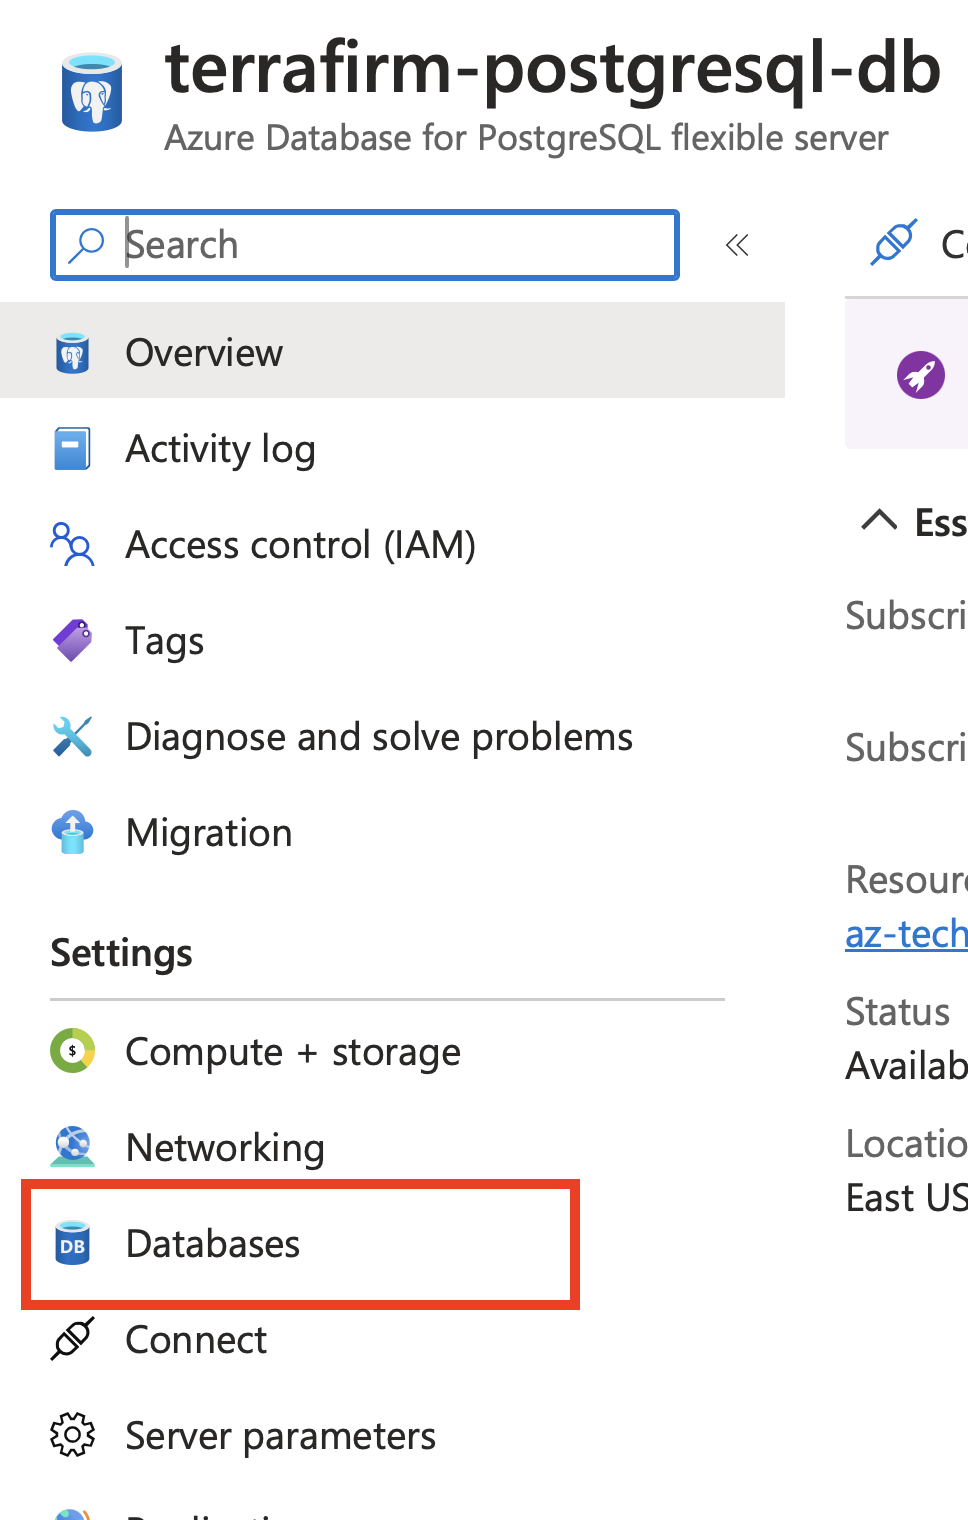 terrafirm-postgresql-db
Azure Database for PostgreSQL flexible server
Search
Overview
Activity log
Access control (IAM)
Tags
Diagnose and solve problems
Migration
Settings
$
Compute + storage
Networking
DB
Databases
Connect
Server parameters
Ess
Subscri
Subscri
Resour
az-tech
Status
Availab
Locatio
East US